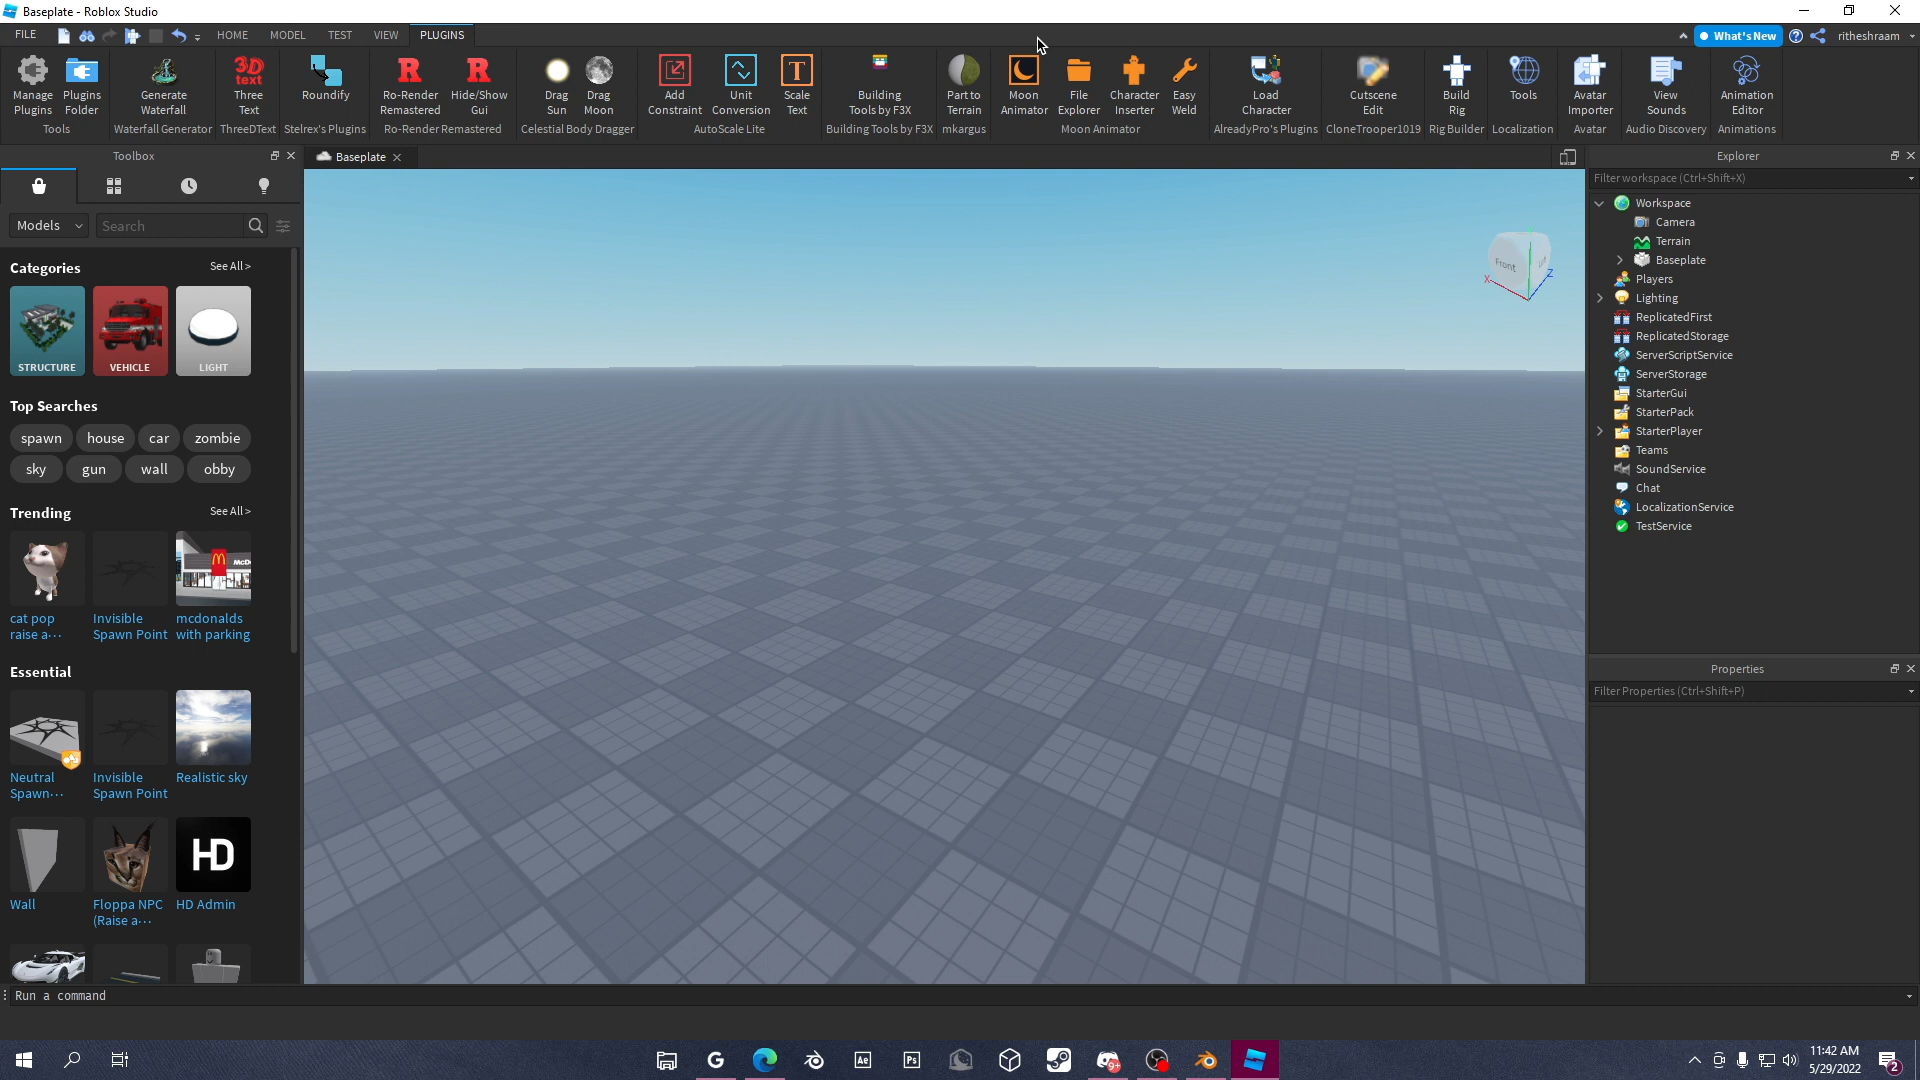 Baseplate - Roblox Studio
FILE HOME MODEL TEST VIEW PLUGINS What's New ritheshraam
Manage Plugins
Plugins Folder
Tools
Generate Waterfall
Waterfall Generator
3D text
Three Text
ThreeDText
Roundify
Stelrex's Plugins
R
Ro-Render Remastered
R
Hide/Show Gui
Ro-Render Remastered
Drag Sun
Drag Moon
Celestial Body Dragger
Add Constraint
Unit Conversion
T
Scale Text
AutoScale Lite
Building Tools by F3X
Building Tools by F3X
Part to Terrain
mkargus
Moon Animator
File Explorer
Character Inserter
Easy Weld
Moon Animator
Load Character
AlreadyPro's Plugins
Cutscene Edit
CloneTrooper1019
Build Rig
Rig Builder
Tools
Localization
Avatar Importer
Avatar
View Sounds
Audio Discovery
Animation Editor
Animations
Toolbox
Models
Search
Categories See All >
STRUCTURE VEHICLE LIGHT
Top Searches
spawn house car zombie
sky gun wall obby
Trending See All >
cat pop raise a...
Invisible Spawn Point
mcdonalds with parking
Essential
Neutral Spawn...
Invisible Spawn Point
Realistic sky
HD
Wall
Floppa NPC (Raise a...
HD Admin
Baseplate
Front
X
Z
Explorer
Filter workspace (Ctrl+Shift+X)
Workspace
Camera
Terrain
Baseplate
Players
Lighting
ReplicatedFirst
ReplicatedStorage
ServerScriptService
ServerStorage
StarterGui
StarterPack
StarterPlayer
Teams
SoundService
Chat
LocalizationService
TestService
Properties
Filter Properties (Ctrl+Shift+P)
Run a command
G
Ae
Ps
9+
11:42 AM
5/29/2022
2